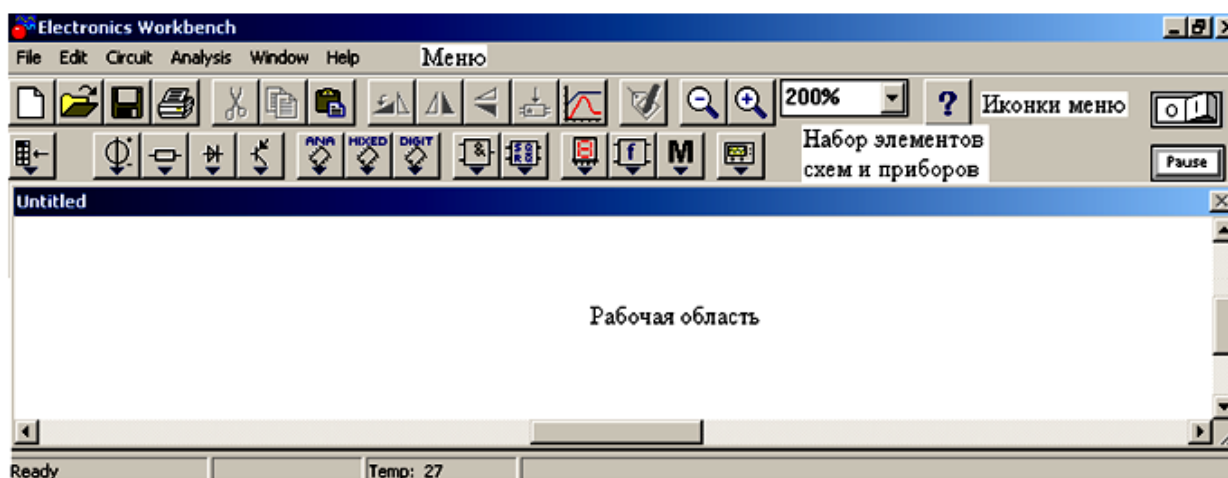 Electronics Workbench
File Edit Circuit Analysis Window Help Меню
200% ? Иконки меню
ANA MIXED DIGIT & M Набор элементов
схем и приборов
Pause
Untitled
Рабочая область
Ready Temp: 27